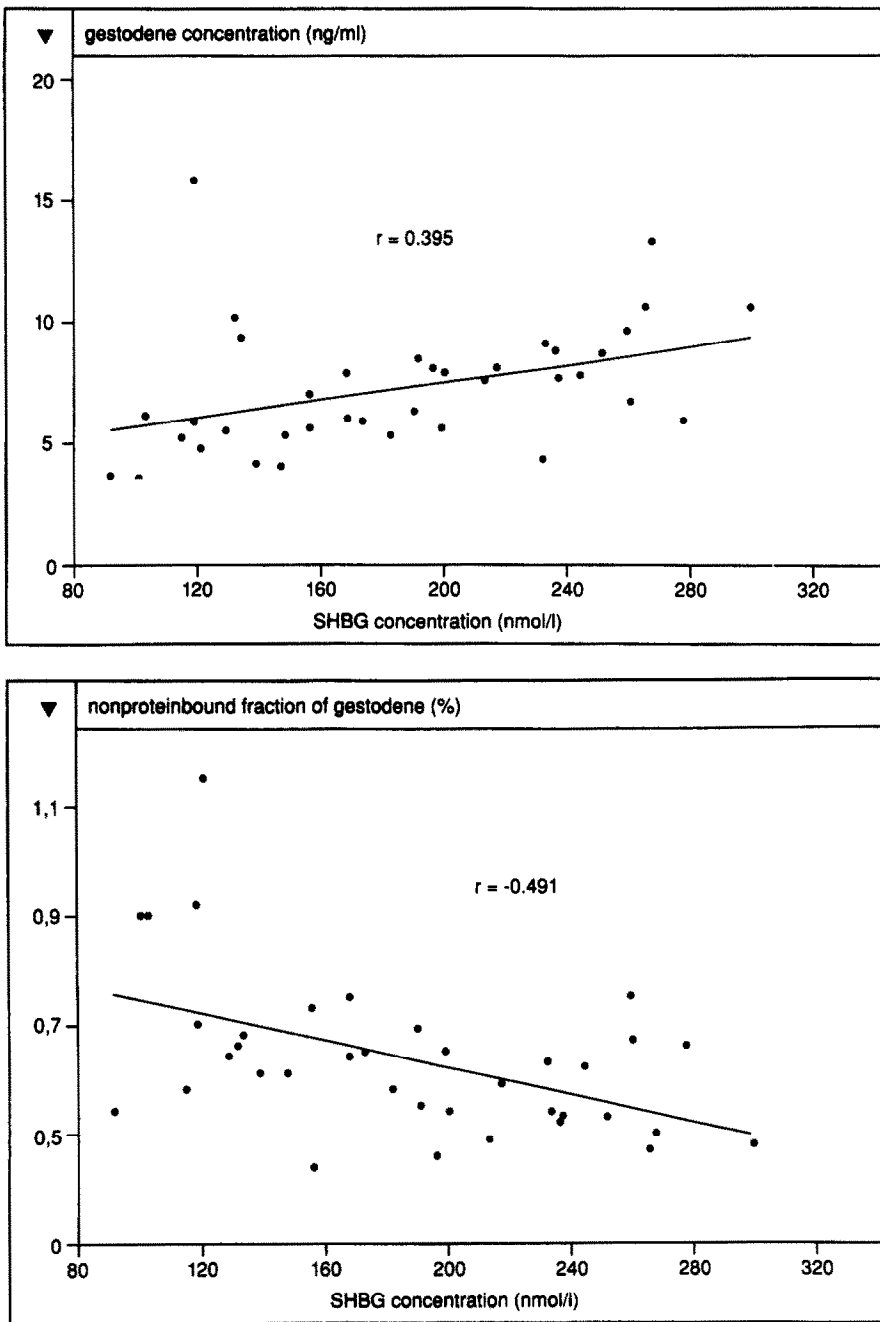 ▼ gestodene concentration (ng/ml)
20
15
r = 0.395
10
5
0
80 120 160 200 240 280 320
SHBG concentration (nmol/l)
▼ nonproteinbound fraction of gestodene (%)
1,1
r = -0.491
0,9
0,7
0,5
0
80 120 160 200 240 280 320
SHBG concentration (nmol/l)